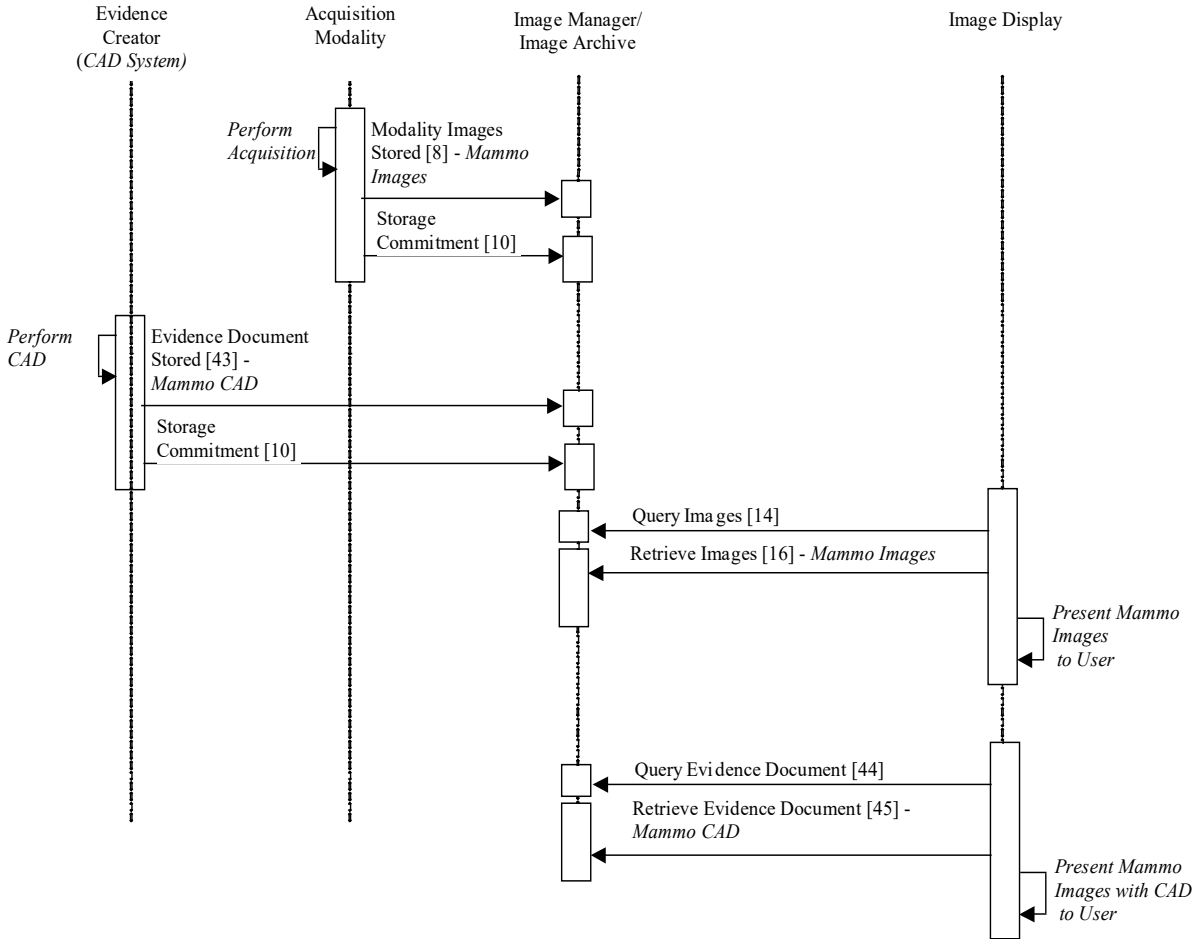 Evidence
Creator
(CAD System)
Acquisition
Modality
Image Manager/
Image Archive
Image Display
Perform
Acquisition
Modality Images
Stored [8] - Mammo
Images
Storage
Commitment [10]
Perform
CAD
Evidence Document
Stored [43] -
Mammo CAD
Storage
Commitment [10]
Query Images [14]
Retrieve Images [16] - Mammo Images
Present Mammo
Images
to User
Query Evidence Document [44]
Retrieve Evidence Document [45] -
Mammo CAD
Present Mammo
Images with CAD
to User